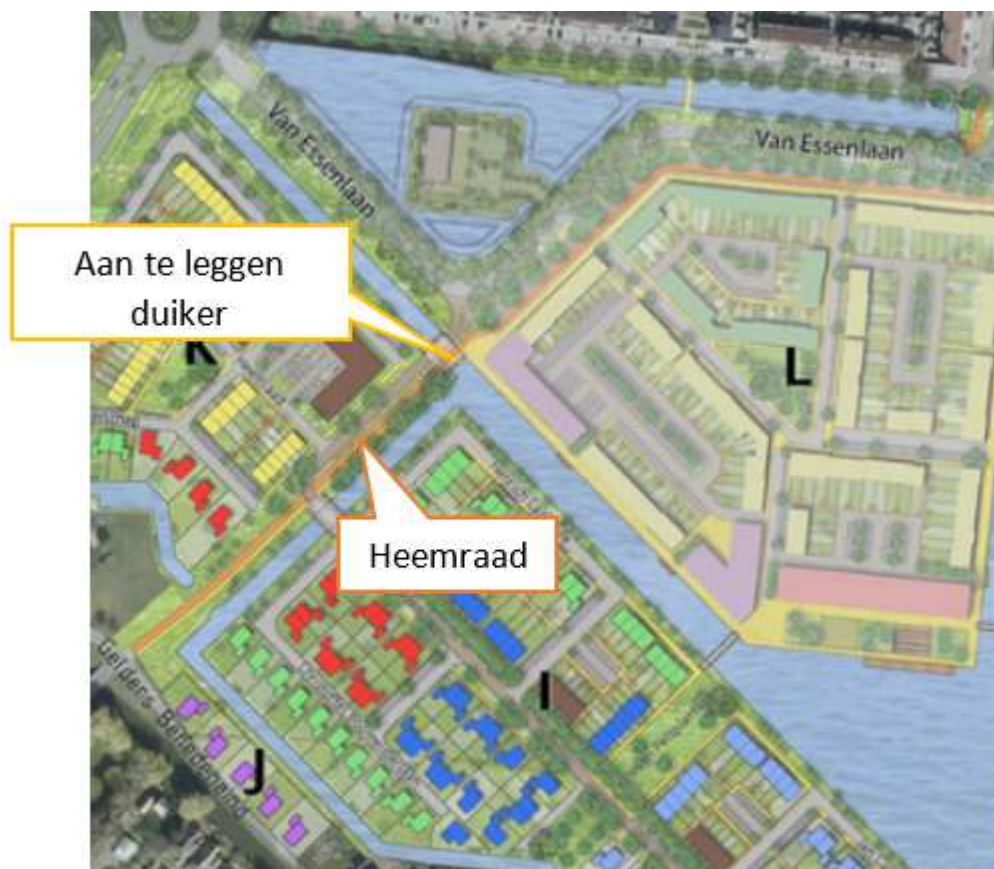 Van Essenlaan
Van Essenlaan
Aan te leggen
duiker
K
L
Heemraad
I
J